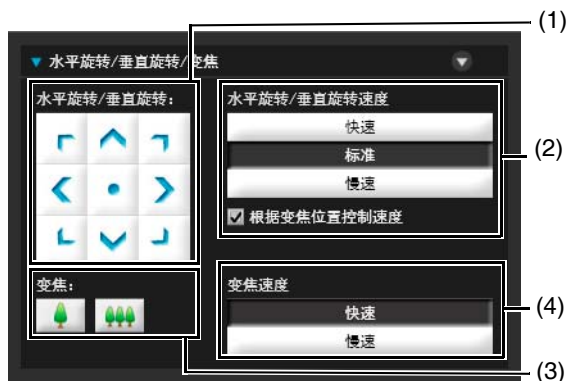 (1)
水平旋转/垂直旋转/变焦
水平旋转/垂直旋转：
水平旋转/垂直旋转速度
快速
标准
慢速
(2)
根据变焦位置控制速度
变焦：
变焦速度
快速
(4)
慢速
(3)